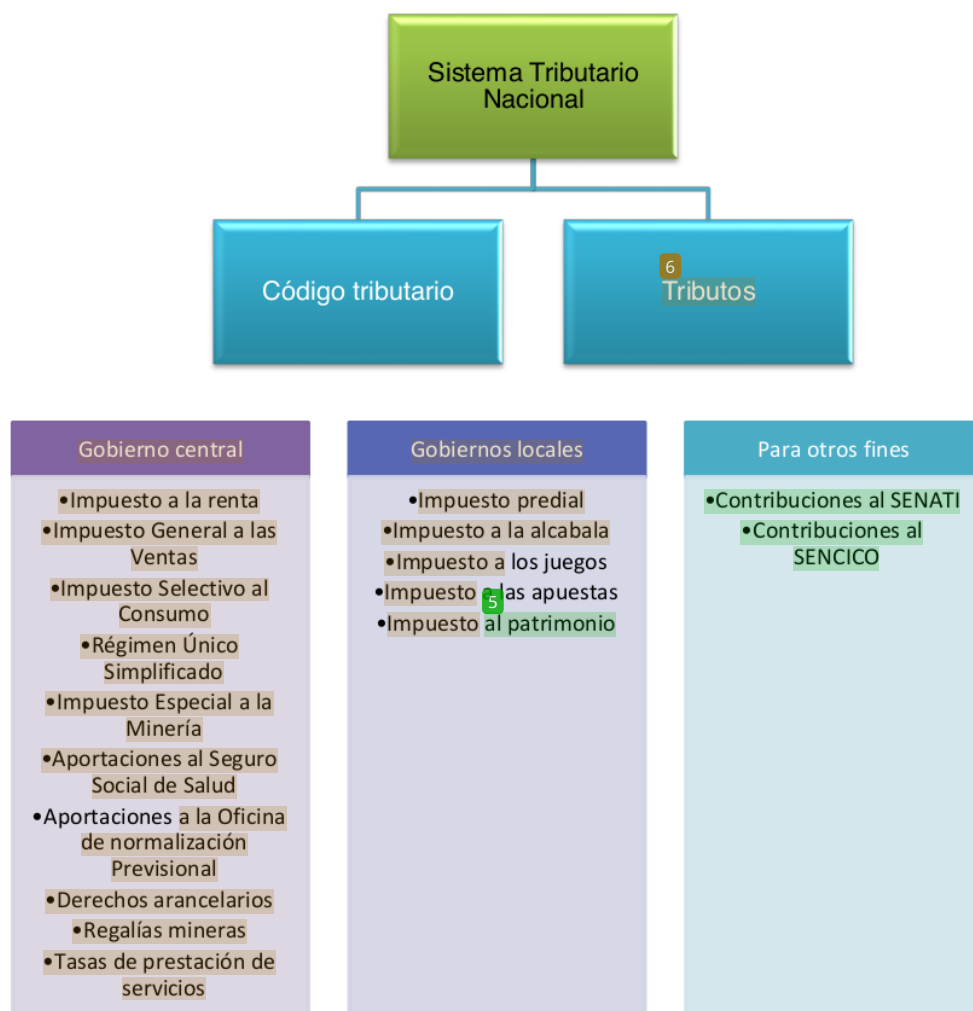 Sistema Tributario
Nacional
Código tributario
6
Tributos
Gobierno central
•Impuesto a la renta
•Impuesto General a las
Ventas
•Impuesto Selectivo al
Consumo
•Régimen Único
Simplificado
•Impuesto Especial a la
Minería
•Aportaciones al Seguro
Social de Salud
•Aportaciones a la Oficina
de normalización
Previsional
•Derechos arancelarios
•Regalías mineras
•Tasas de prestación de
servicios
Gobiernos locales
•Impuesto predial
•Impuesto a la alcabala
•Impuesto a los juegos
•Impuesto a las apuestas
5
•Impuesto al patrimonio
Para otros fines
•Contribuciones al SENATI
•Contribuciones al
SENCICO